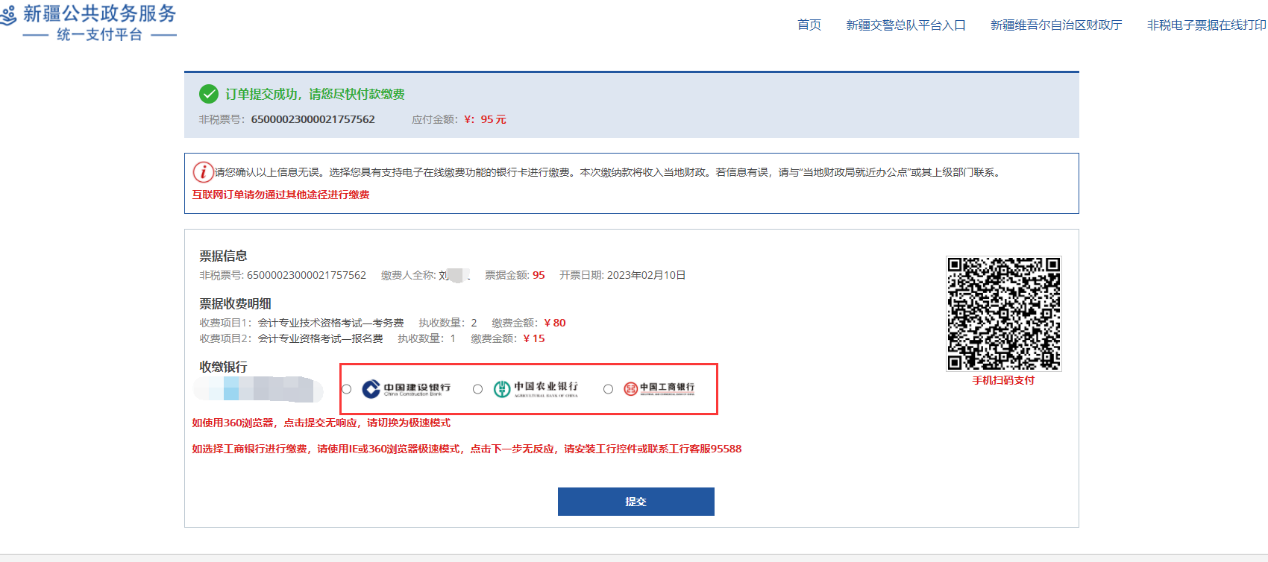 新疆公共政务服务
统一支付平台
首页 新疆交警总队平台入口 新疆维吾尔自治区财政厅 非税电子票据在线打印
订单提交成功，请您尽快付款缴费
非税票号：65000023000021757562 应付金额：¥：95 元
请您确认以上信息无误。选择您具有支持电子在线缴费功能的银行卡进行缴费。本次缴纳款将收入当地财政。若信息有误，请与“当地财政局就近办公点”或其上级部门联系。
互联网订单请勿通过其他途径进行缴费
票据信息
非税票号: 65000023000021757562 缴费人全称: 刘 票据金额: 95 开票日期: 2023年02月10日
票据收费明细
收费项目1：会计专业技术资格考试—考务费 执收数量：2 缴费金额：¥ 80
收费项目2：会计专业资格考试—报名费 执收数量：1 缴费金额：¥ 15
收缴银行
中国建设银行 China Construction Bank 中国农业银行 AGRICULTURAL BANK OF CHINA 中国工商银行
手机扫码支付
如使用360浏览器，点击提交无响应，请切换为极速模式
如选择工商银行进行缴费，请使用IE或360浏览器极速模式，点击下一步无反应，请安装工行控件或联系工行客服95588
提交